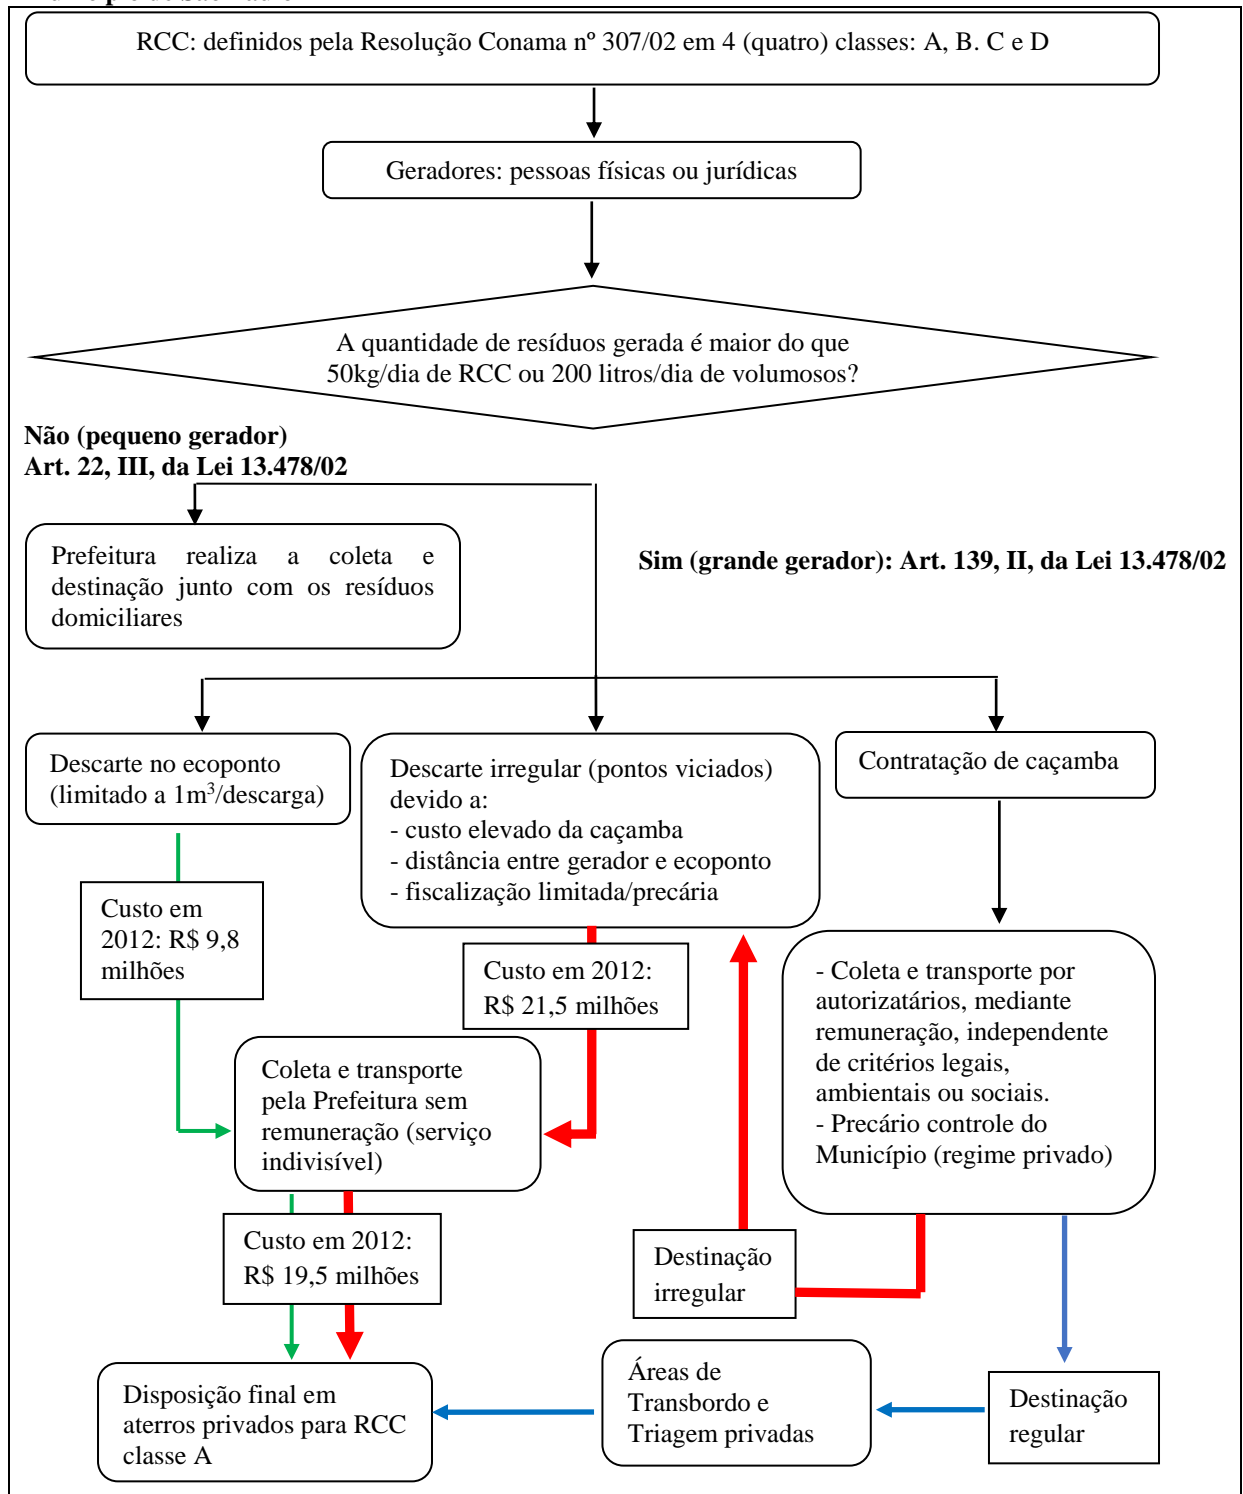 RCC: definidos pela Resolução Conama nº 307/02 em 4 (quatro) classes: A, B. C e D
Geradores: pessoas físicas ou jurídicas
A quantidade de resíduos gerada é maior do que
50kg/dia de RCC ou 200 litros/dia de volumosos?
Não (pequeno gerador)
Art. 22, III, da Lei 13.478/02
Prefeitura realiza a coleta e
destinação junto com os resíduos
domiciliares
Sim (grande gerador): Art. 139, II, da Lei 13.478/02
Descarte no ecoponto
(limitado a 1m³/descarga)
Descarte irregular (pontos viciados)
devido a:
- custo elevado da caçamba
- distância entre gerador e ecoponto
- fiscalização limitada/precária
Contratação de caçamba
Custo em
2012: R$ 9,8
milhões
Custo em 2012:
R$ 21,5 milhões
- Coleta e transporte por
autorizatários, mediante
remuneração, independente
de critérios legais,
ambientais ou sociais.
- Precário controle do
Município (regime privado)
Coleta e transporte
pela Prefeitura sem
remuneração (serviço
indivisível)
Custo em 2012:
R$ 19,5 milhões
Destinação
irregular
Disposição final em
aterros privados para RCC
classe A
Áreas de
Transbordo e
Triagem privadas
Destinação
regular